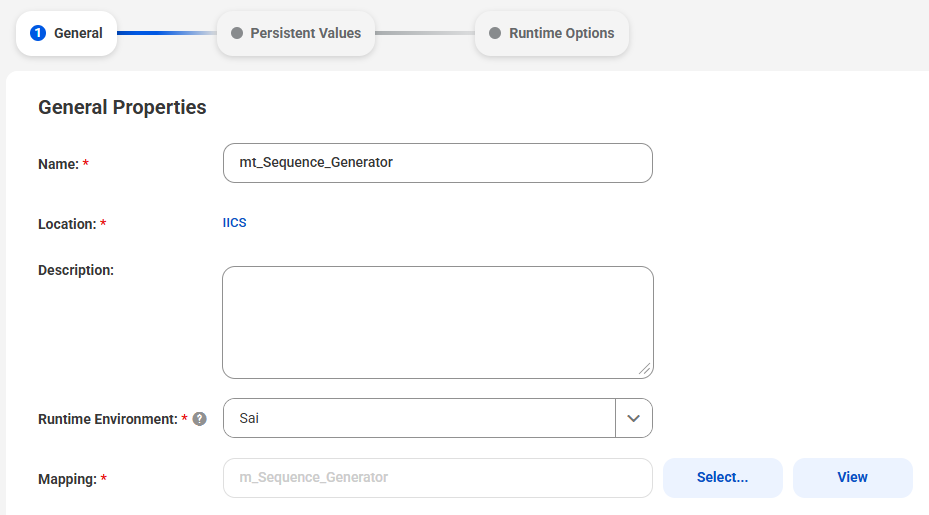 1 General
Persistent Values
Runtime Options
General Properties
Name: * mt_Sequence_Generator
Location: * IICS
Description:
Runtime Environment: * ? Sai
Mapping: * m_Sequence_Generator Select... View